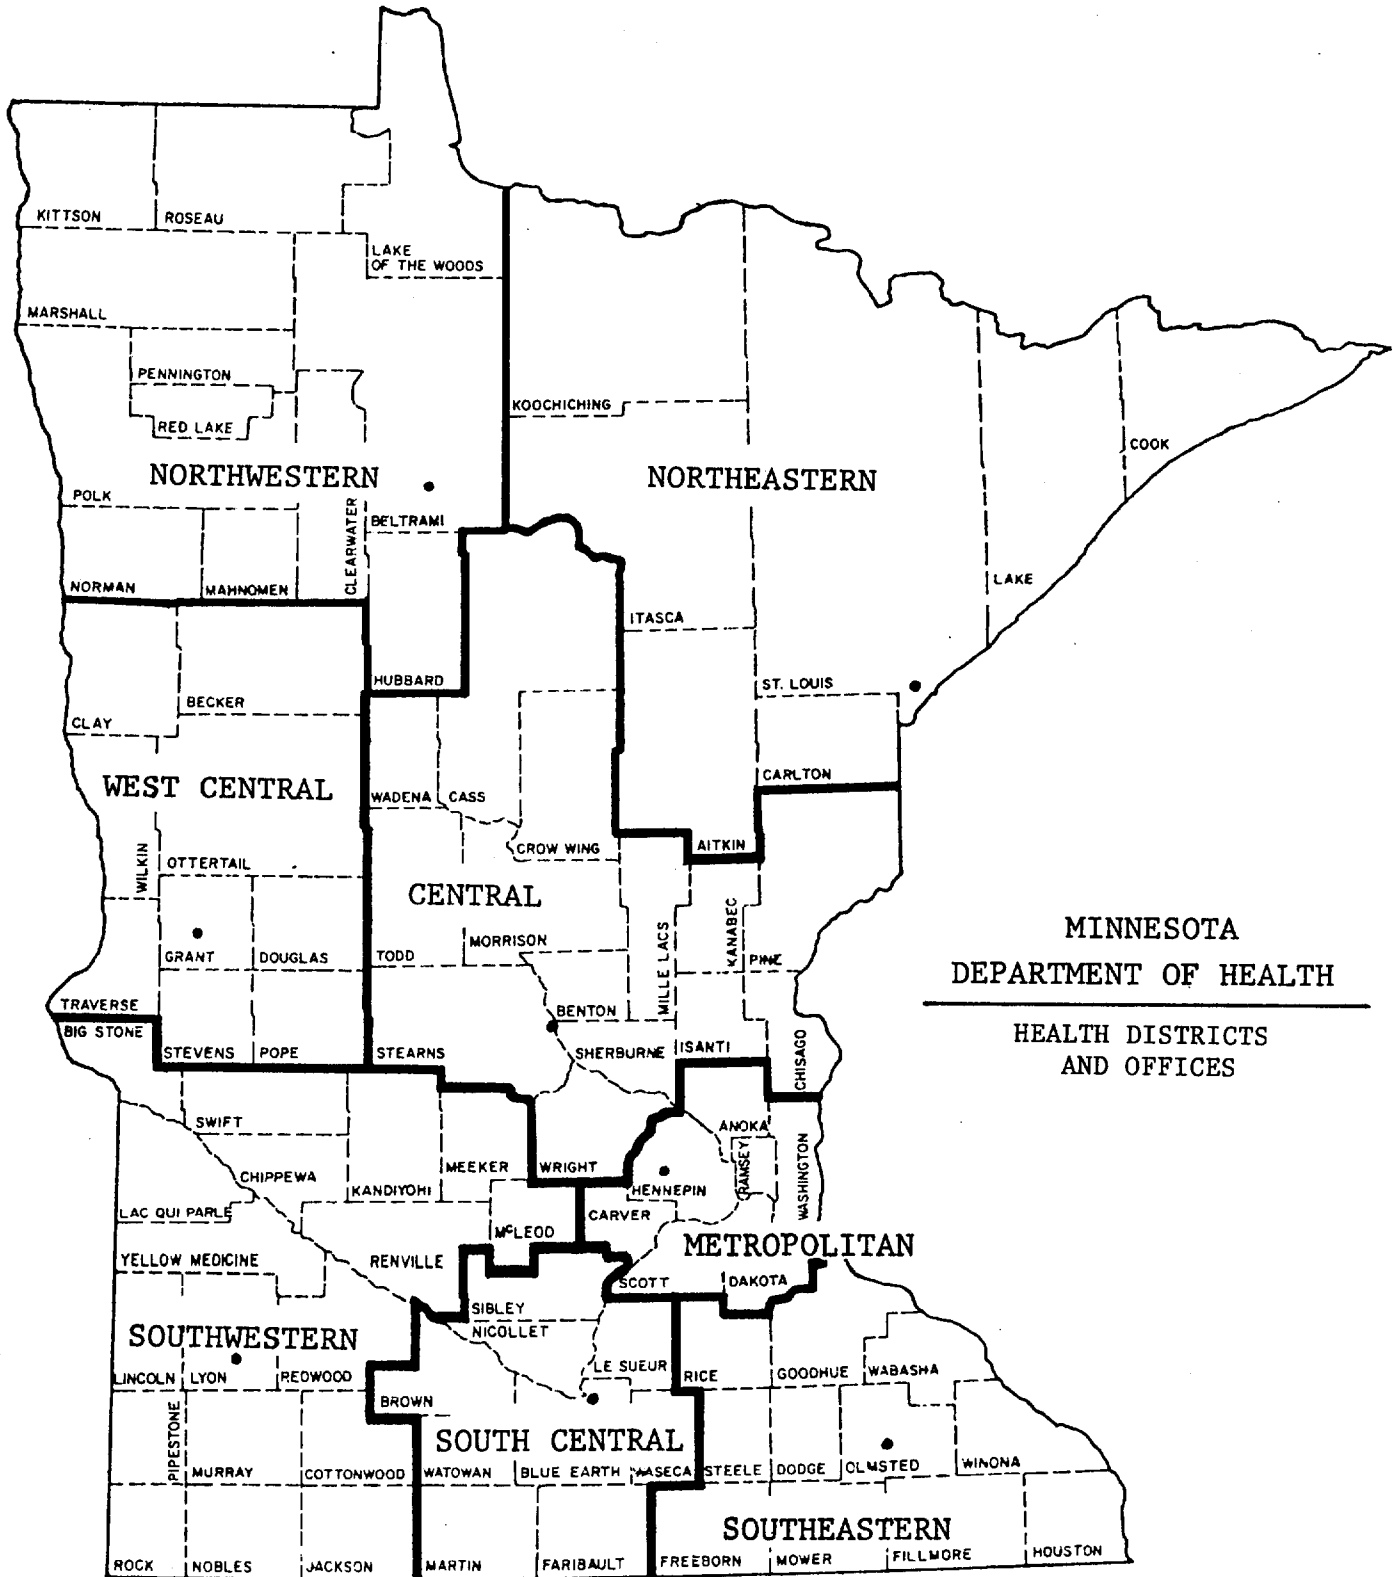 KITTSON
ROSEAU
LAKE
OF THE WOODS
MARSHALL
PENNINGTON
RED LAKE
KOOCHICHING
COOK
NORTHWESTERN
NORTHEASTERN
POLK
CLEARWATER
BELTRAMI
NORMAN
MAHNOMEN
LAKE
ITASCA
HUBBARD
ST. LOUIS
BECKER
CLAY
WEST CENTRAL
CARLTON
WADENA
CASS
CROW WING
AITKIN
WILKIN
OTTERTAIL
CENTRAL
GRANT
DOUGLAS
TODD
MORRISON
MILLE LACS
KANABEC
PINE
MINNESOTA
DEPARTMENT OF HEALTH
HEALTH DISTRICTS
AND OFFICES
TRAVERSE
BIG STONE
STEVENS
POPE
STEARNS
BENTON
SHERBURNE
ISANTI
CHISAGO
SWIFT
CHIPPEWA
KANDIYOHI
MEEKER
WRIGHT
ANOKA
RAMSEY
WASHINGTON
HENNEPIN
LAC QUI PARLE
McLEOD
CARVER
METROPOLITAN
YELLOW MEDICINE
RENVILLE
SCOTT
DAKOTA
SIBLEY
NICOLLET
SOUTHWESTERN
LINCOLN
LYON
REDWOOD
BROWN
LE SUEUR
RICE
GOODHUE
WABASHA
PIPESTONE
MURRAY
COTTONWOOD
SOUTH CENTRAL
WATOWAN
BLUE EARTH
WASECA
STEELE
DODGE
OLMSTED
WINONA
SOUTHEASTERN
ROCK
NOBLES
JACKSON
MARTIN
FARIBAULT
FREEBORN
MOWER
FILLMORE
HOUSTON